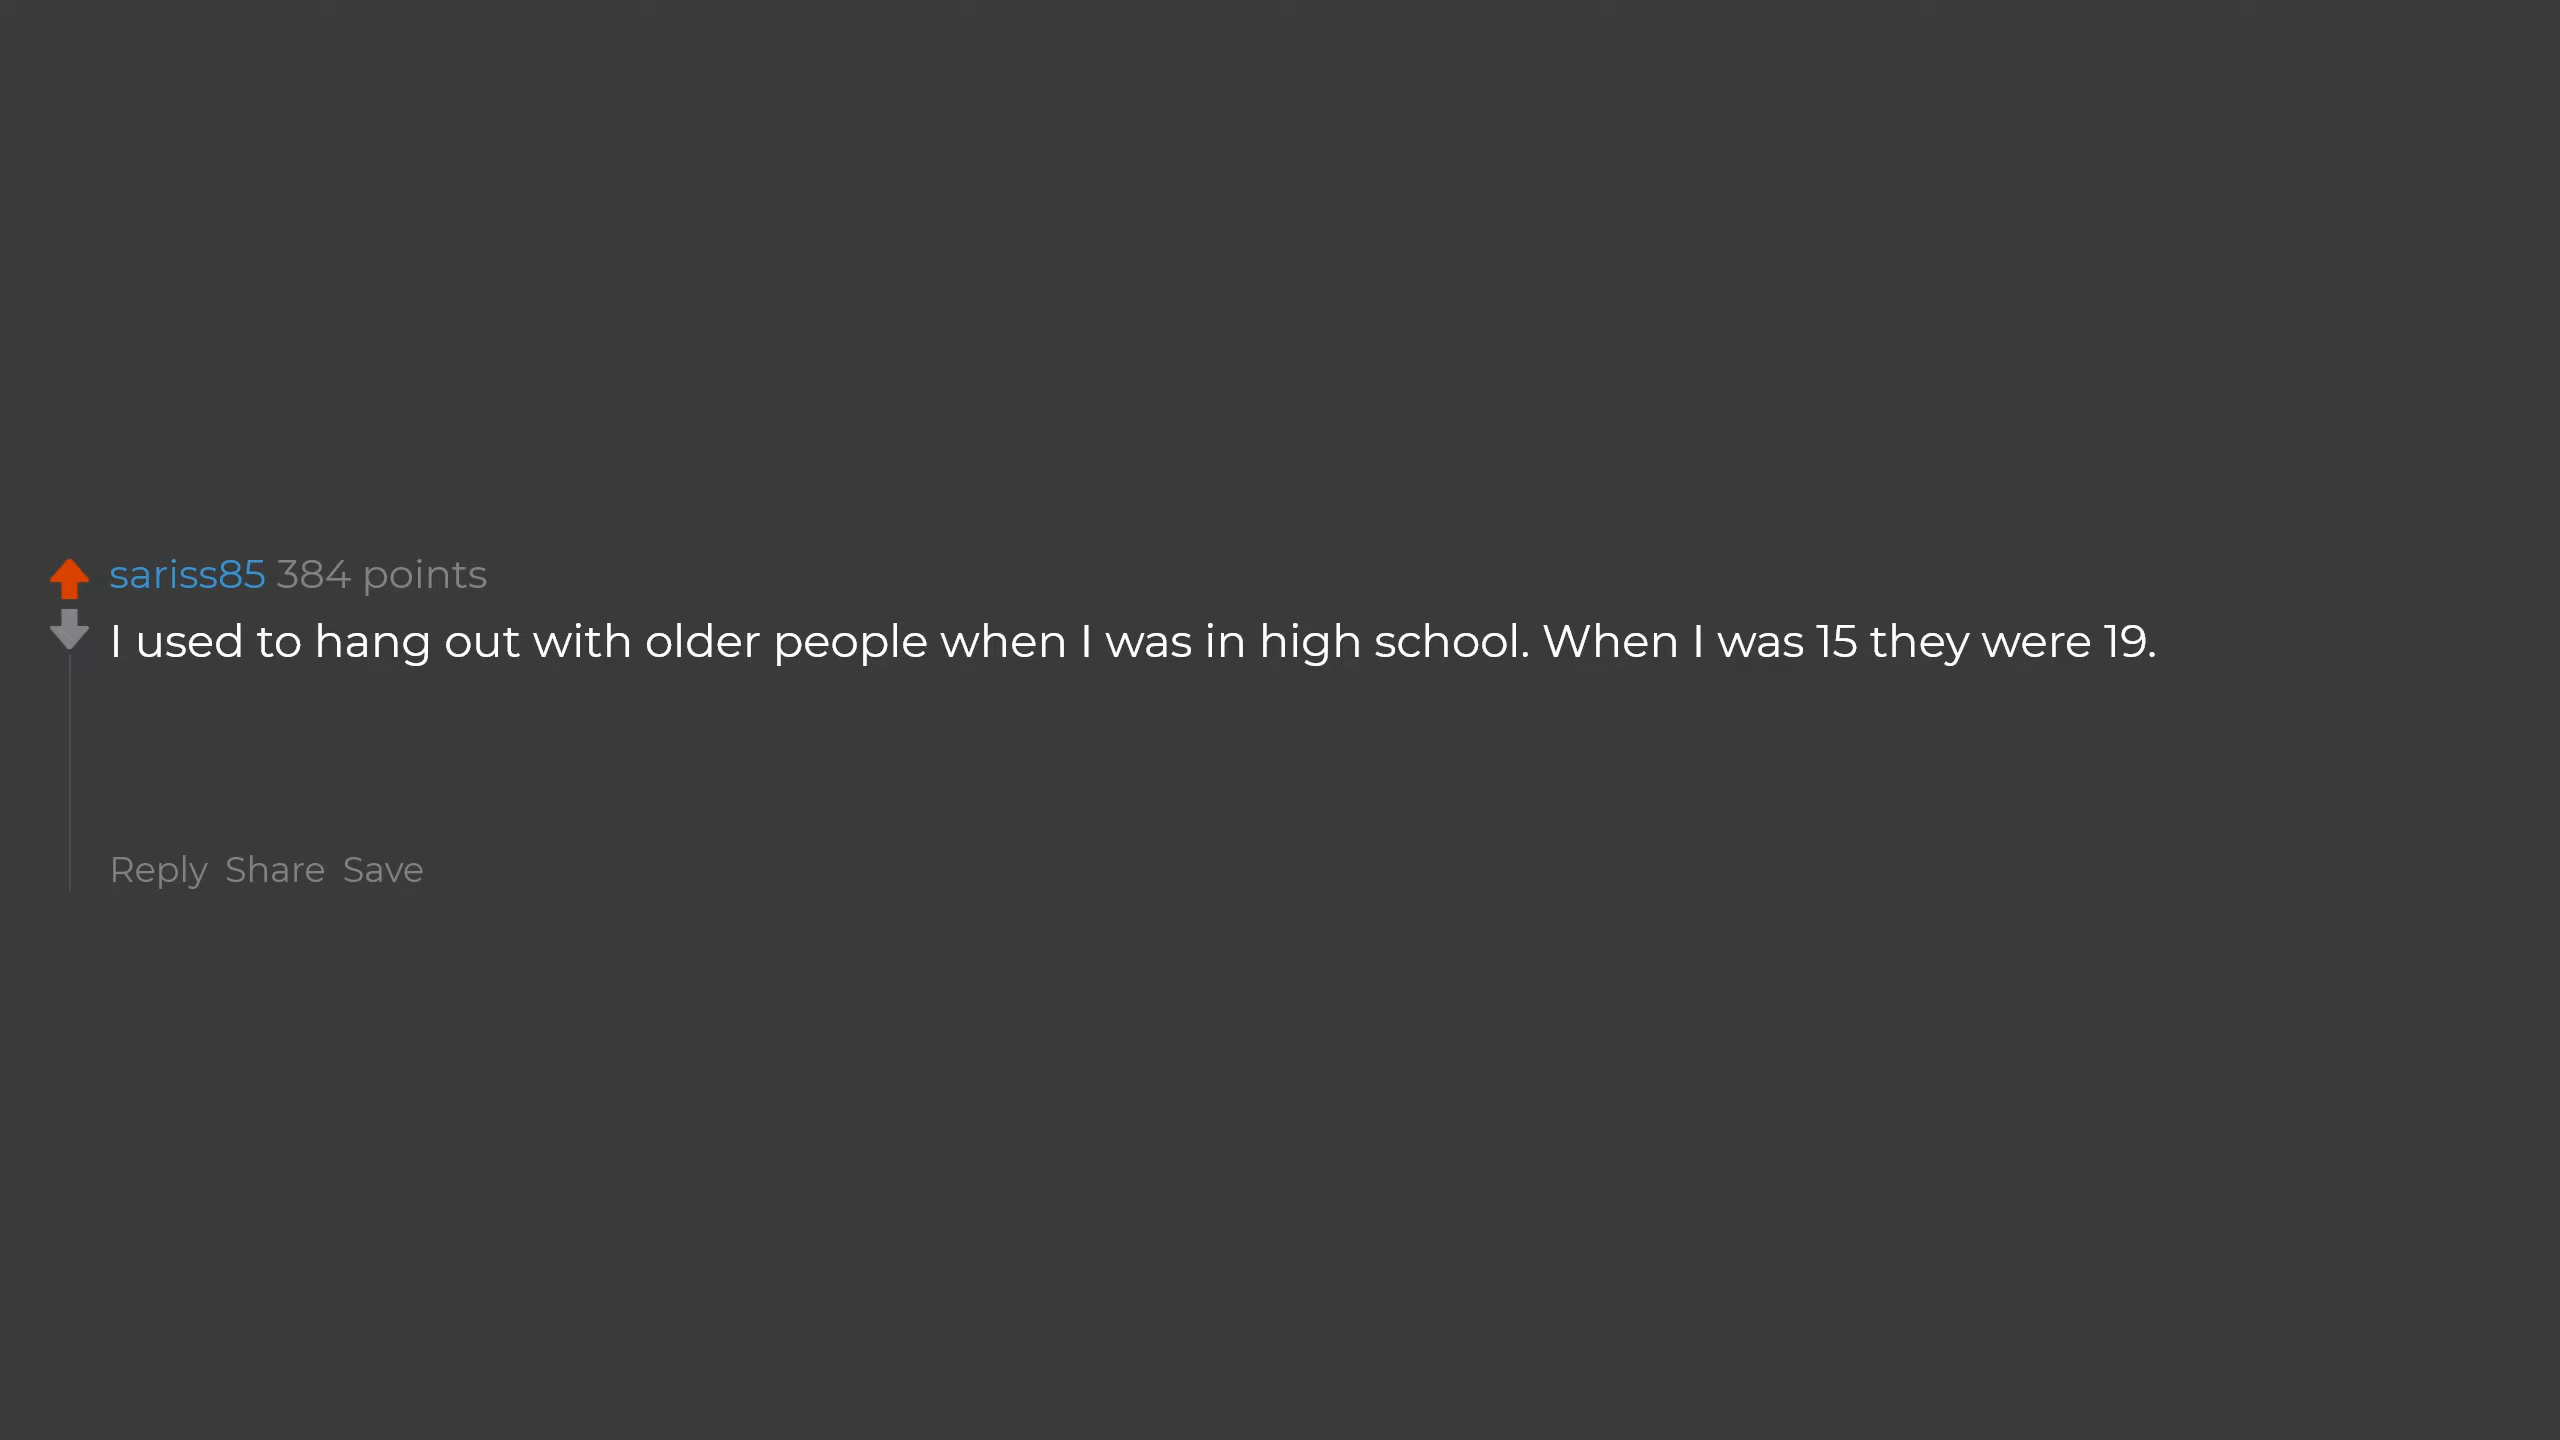 sariss85 384 points
I used to hang out with older people when I was in high school. When I was 15 they were 19.
Reply Share Save